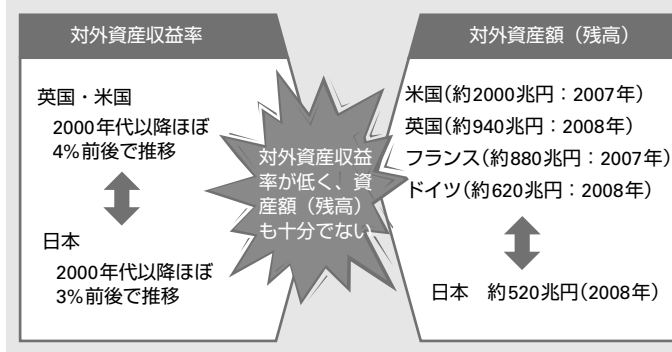 対外資産収益率
英国・米国
2000年代以降ほぼ
4%前後で推移
日本
2000年代以降ほぼ
3%前後で推移
対外資産収益
率が低く、資
産額（残高）
も十分でない
対外資産額（残高）
米国(約2000兆円：2007年)
英国(約940兆円：2008年)
フランス(約880兆円：2007年)
ドイツ(約620兆円：2008年)
日本　約520兆円(2008年)